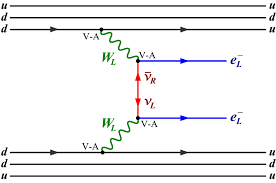 u u
d d
d u
V-A
W_L V-A e_L^-
ν̄_R
ν_L
W_L V-A e_L^-
V-A
d u
d d
u u